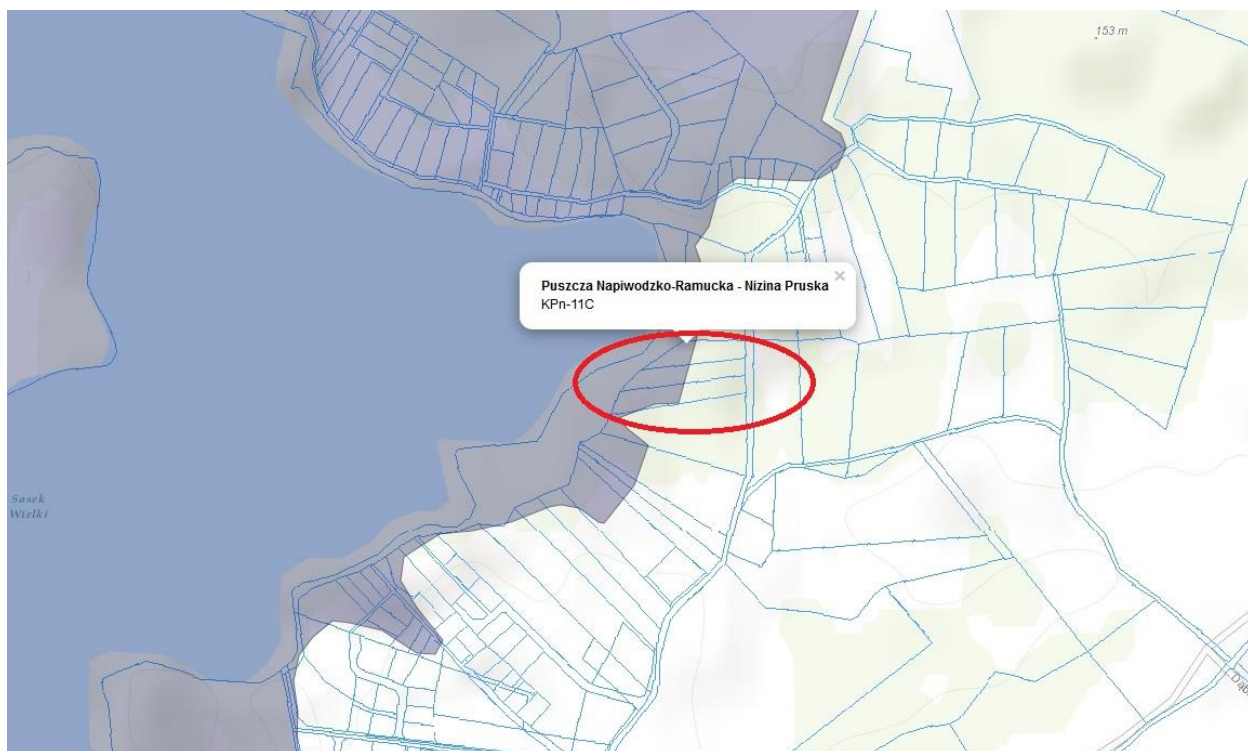 153 m
Puszcza Napiwodzko-Ramucka - Nizina Pruska
KPn-11C
Sasek
Wielki